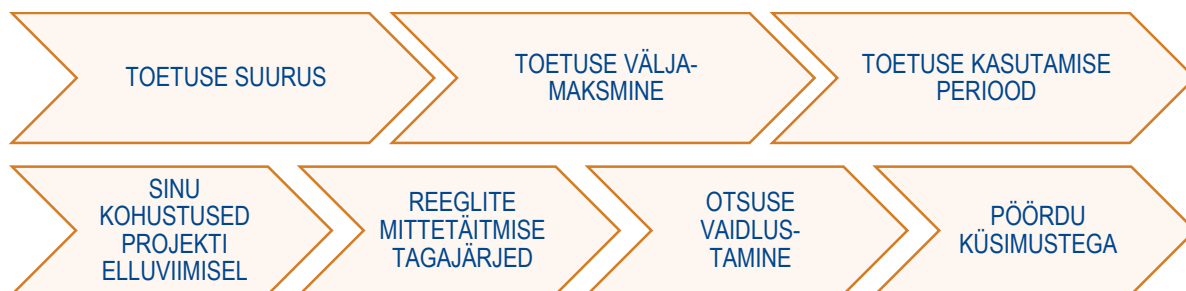 TOETUSE SUURUS
TOETUSE VÄLJA-
MAKSMINE
TOETUSE KASUTAMISE
PERIOOD
SINU
KOHUSTUSED
PROJEKTI
ELLUVIIMISEL
REEGLITE
MITTETÄITMISE
TAGAJÄRJED
OTSUSE
VAIDLUS-
TAMINE
PÖÖRDU
KÜSIMUSTEGA